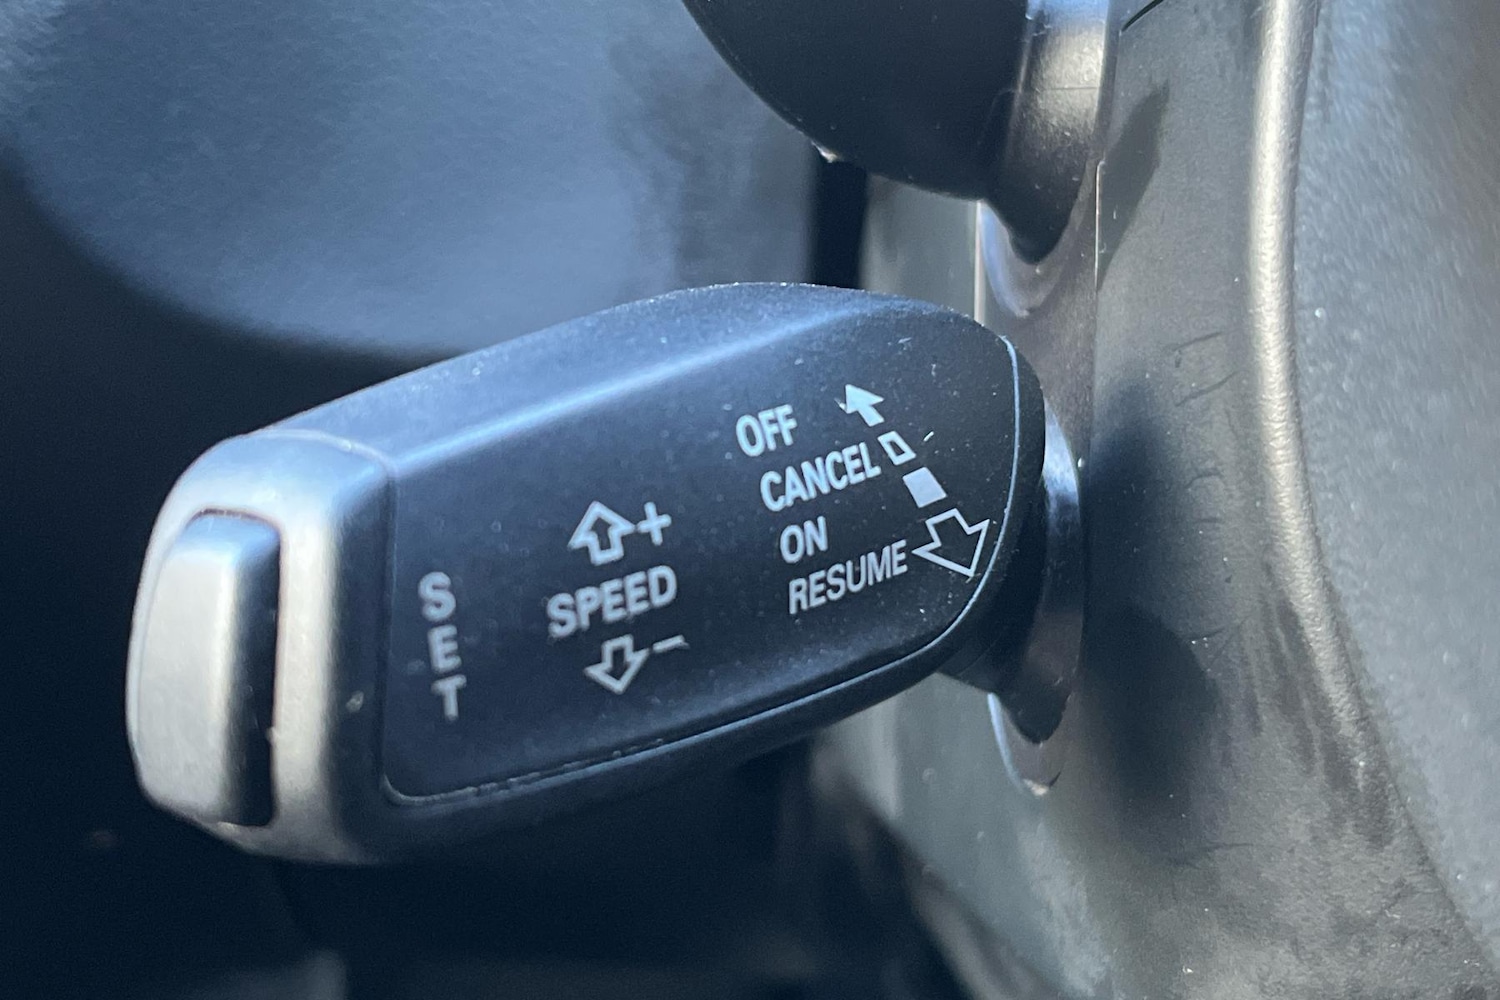 OFF
CANCEL
ON
RESUME
+
SPEED
−
SET